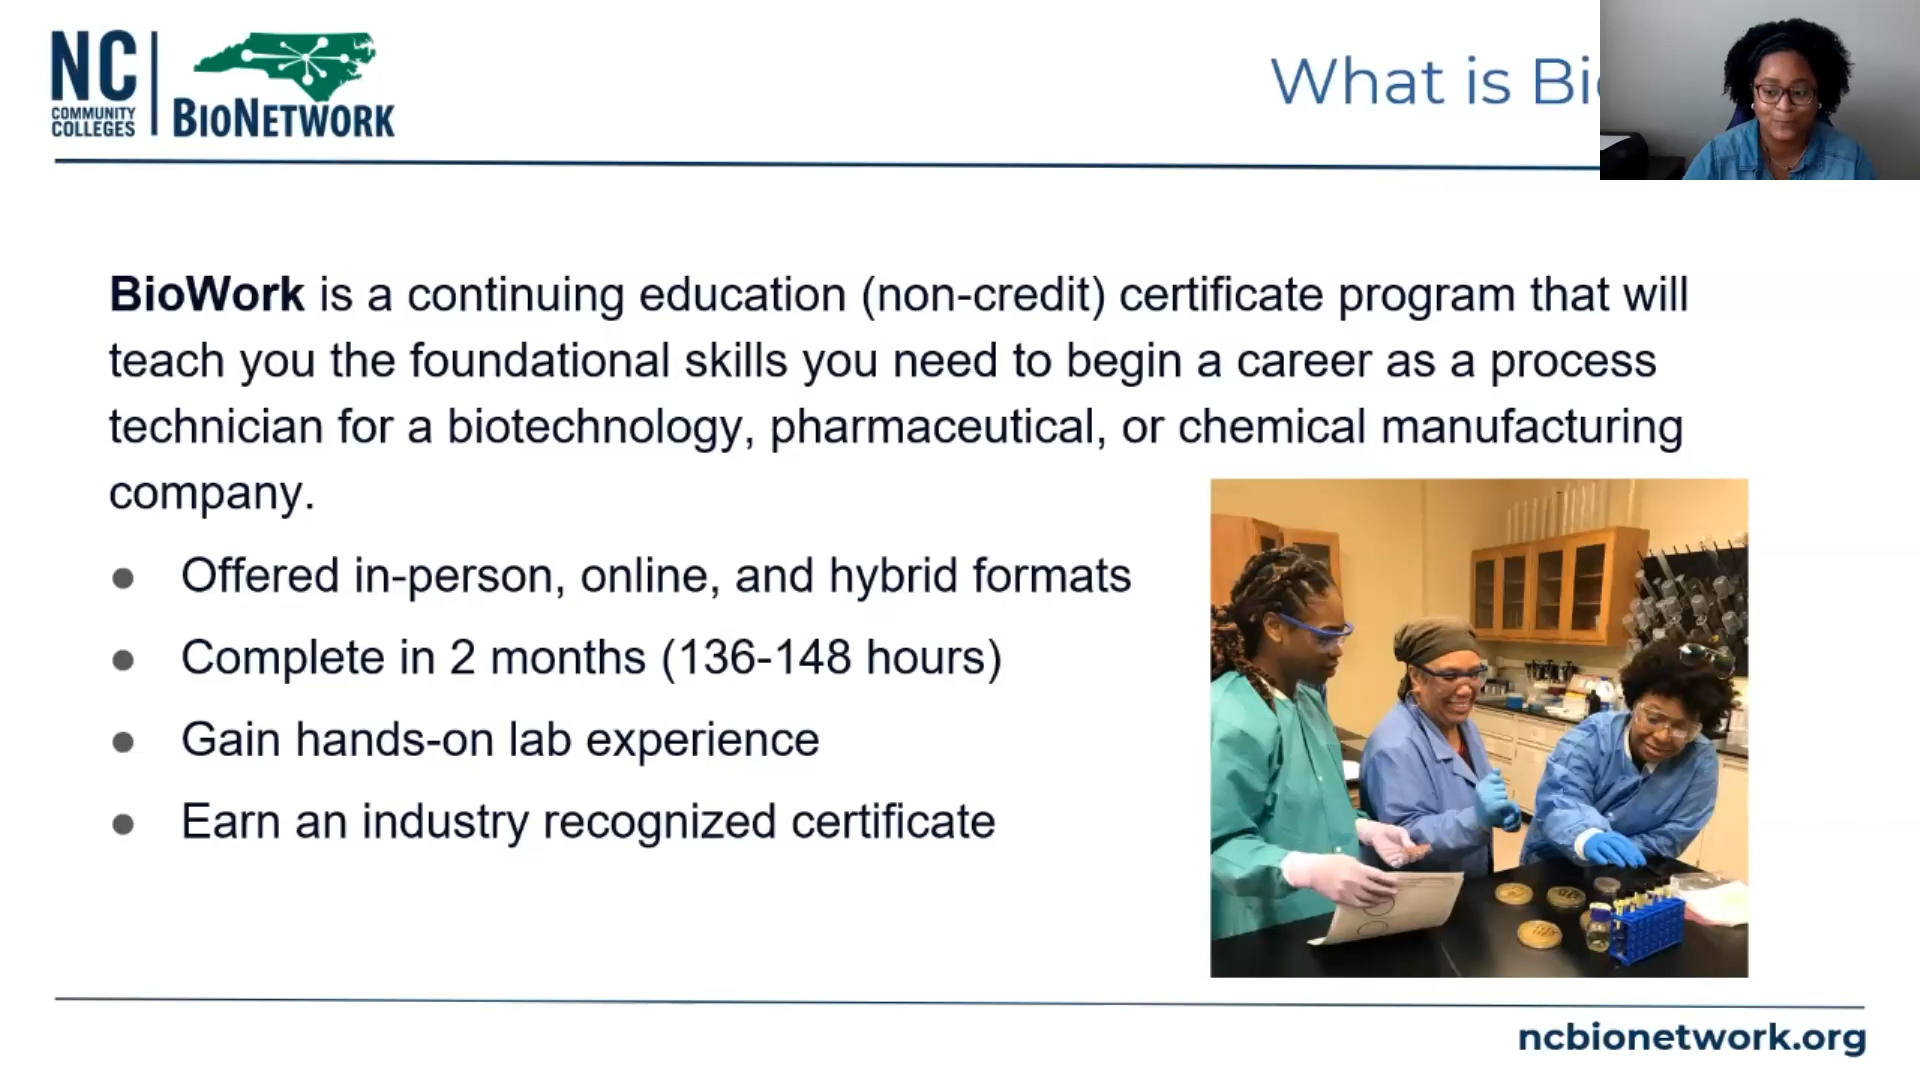 NC
COMMUNITY
COLLEGES
BIONETWORK
What is
BioWork is a continuing education (non-credit) certificate program that will
teach you the foundational skills you need to begin a career as a process
technician for a biotechnology, pharmaceutical, or chemical manufacturing
company.
● Offered in-person, online, and hybrid formats
● Complete in 2 months (136-148 hours)
● Gain hands-on lab experience
● Earn an industry recognized certificate
ncbionetwork.org